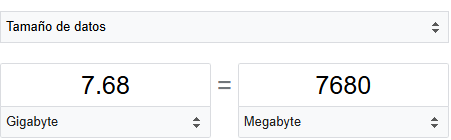 Tamaño de datos
7.68 = 7680
Gigabyte Megabyte